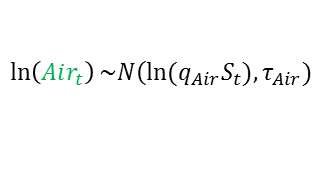 ln(Air_t) ~N(ln(q_Air S_t), τ_Air)